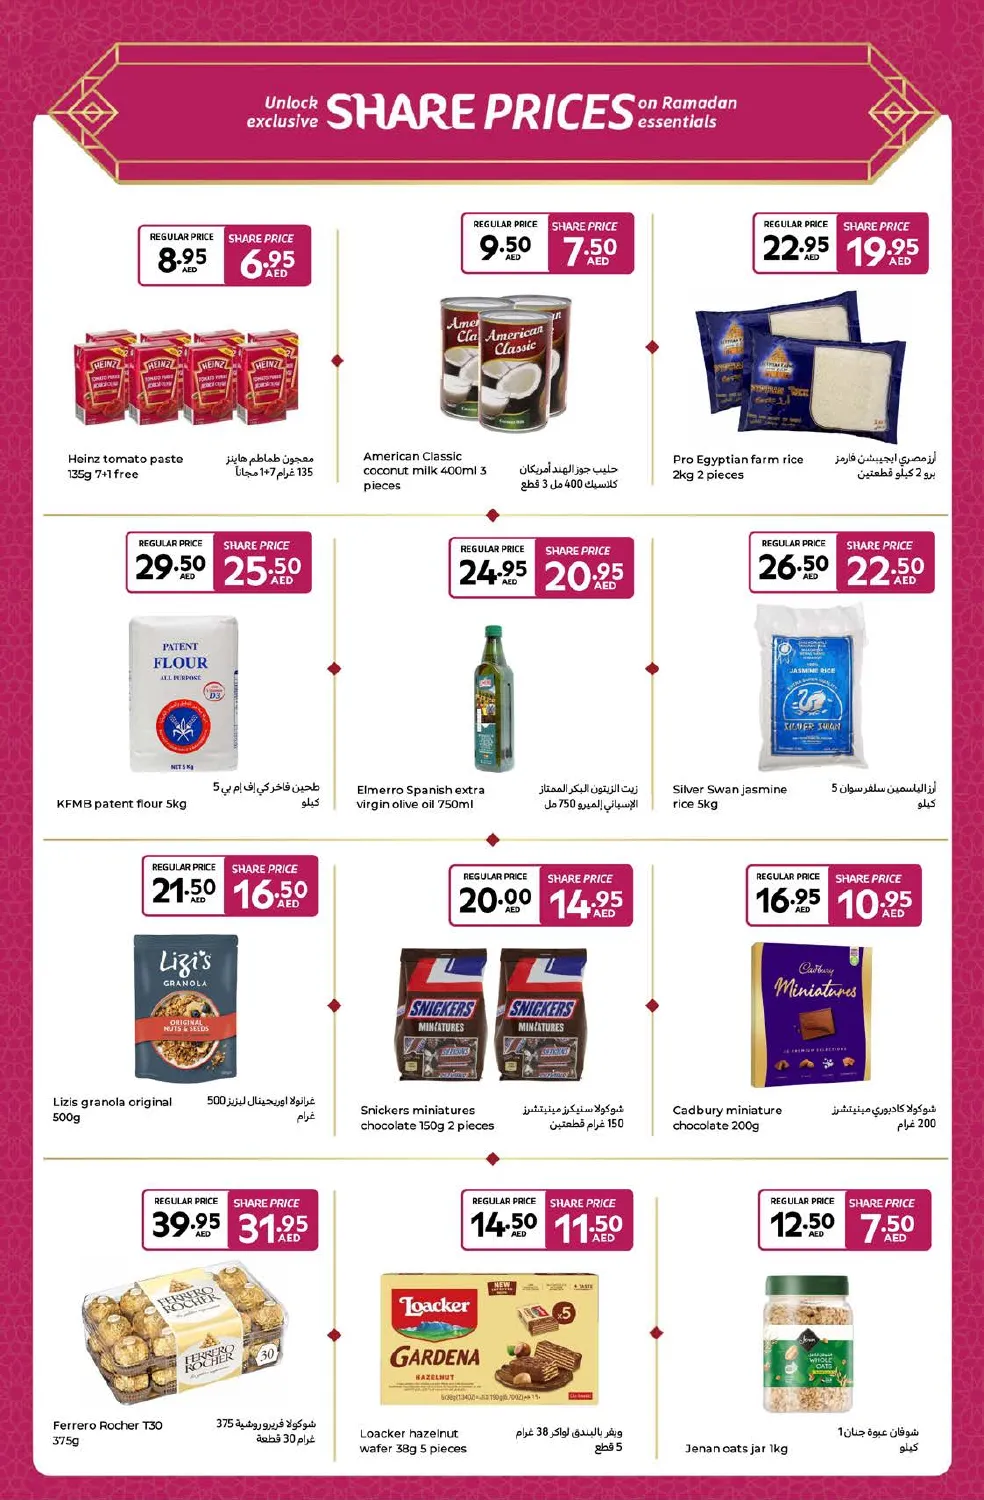 Unlock
exclusive
SHARE PRICES
on Ramadan
essentials
REGULAR PRICE
8.95
AED
SHARE PRICE
6.95
AED
HEINZ
TOMATO PASTE
HEINZ
HEINZ
HEINZ
Heinz tomato paste
135g 7+1 free
معجون طماطم هاينز
135 غرام 7+1 مجاناً
REGULAR PRICE
9.50
AED
SHARE PRICE
7.50
AED
American
Classic
Coconut Milk
American Classic
coconut milk 400ml 3
pieces
حليب جوز الهند أمريكان
كلاسيك 400 مل 3 قطع
REGULAR PRICE
22.95
AED
SHARE PRICE
19.95
AED
Pro Egyptian farm rice
2kg 2 pieces
أرز مصري ايجيبشن فارمز
برو 2 كيلو قطعتين
REGULAR PRICE
29.50
AED
SHARE PRICE
25.50
AED
PATENT
FLOUR
ALL PURPOSE
D3
NET 5 Kg
KFMB patent flour 5kg
طحين فاخر كي إف إم بي 5
كيلو
REGULAR PRICE
24.95
AED
SHARE PRICE
20.95
AED
Elmerro Spanish extra
virgin olive oil 750ml
زيت الزيتون البكر الممتاز
الإسباني إلميرو 750 مل
REGULAR PRICE
26.50
AED
SHARE PRICE
22.50
AED
JASMINE RICE
SILVER SWAN
Silver Swan jasmine
rice 5kg
أرز الياسمين سلفر سوان 5
كيلو
REGULAR PRICE
21.50
AED
SHARE PRICE
16.50
AED
Lizi's
GRANOLA
ORIGINAL
NUTS & SEEDS
Lizis granola original
500g
غرانولا اوريجينال ليزيز 500
غرام
REGULAR PRICE
20.00
AED
SHARE PRICE
14.95
AED
SNICKERS
MINIATURES
SNICKERS
MINIATURES
Snickers miniatures
chocolate 150g 2 pieces
شوكولا سنيكرز مينيتشرز
150 غرام قطعتين
REGULAR PRICE
16.95
AED
SHARE PRICE
10.95
AED
Cadbury
Miniatures
Cadbury miniature
chocolate 200g
شوكولا كادبوري مينيتشرز
200 غرام
REGULAR PRICE
39.95
AED
SHARE PRICE
31.95
AED
FERRERO
ROCHER
FERRERO
ROCHER
30
Ferrero Rocher T30
375g
شوكولا فريرو روشية 375
غرام 30 قطعة
REGULAR PRICE
14.50
AED
SHARE PRICE
11.50
AED
Loacker
NEW
x5
GARDENA
HAZELNUT
Loacker hazelnut
wafer 38g 5 pieces
ويفر بالبندق لواكر 38 غرام
5 قطع
REGULAR PRICE
12.50
AED
SHARE PRICE
7.50
AED
Jenan
WHOLE
OATS
Jenan oats jar 1kg
شوفان عبوة جنان 1
كيلو